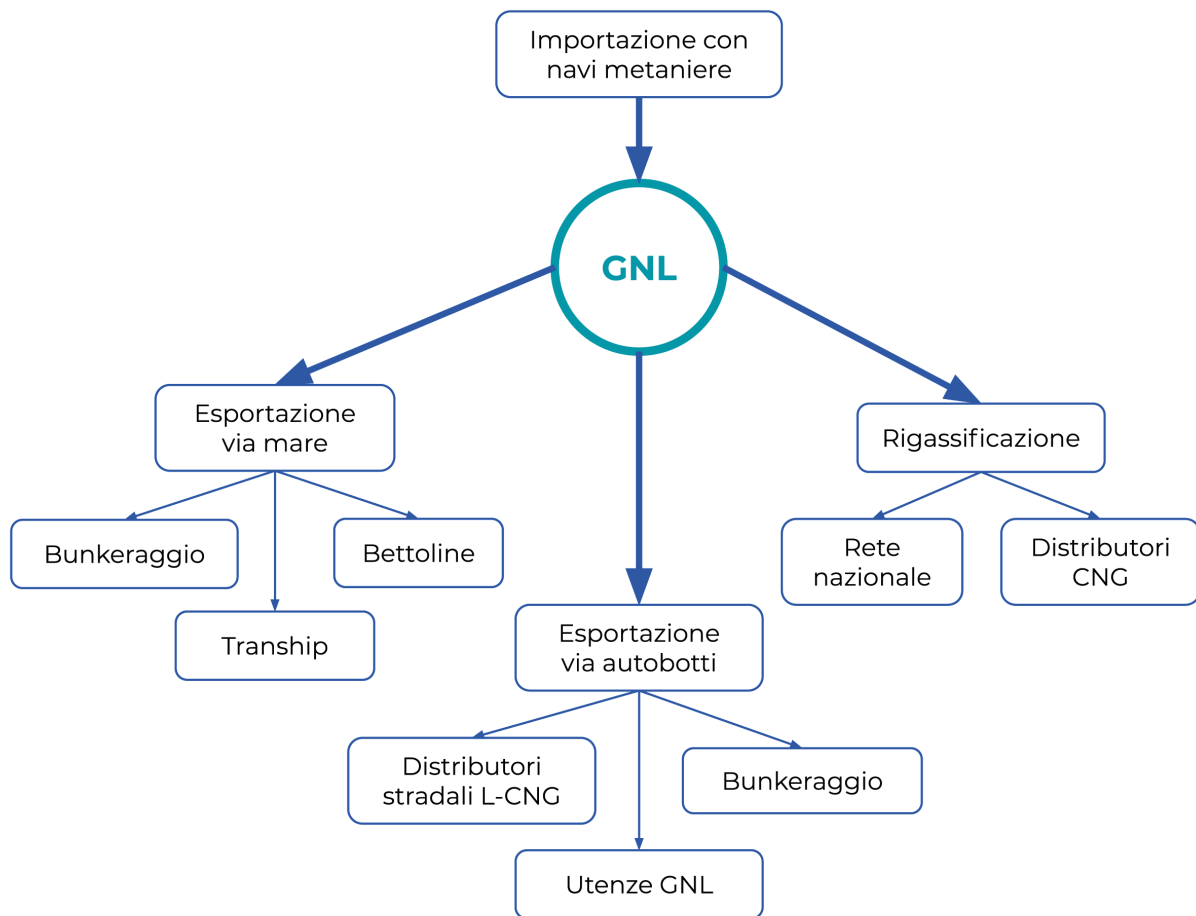 Importazione con
navi metaniere
GNL
Esportazione
via mare
Bunkeraggio
Tranship
Bettoline
Esportazione
via autobotti
Distributori
stradali L-CNG
Utenze GNL
Bunkeraggio
Rigassificazione
Rete
nazionale
Distributori
CNG